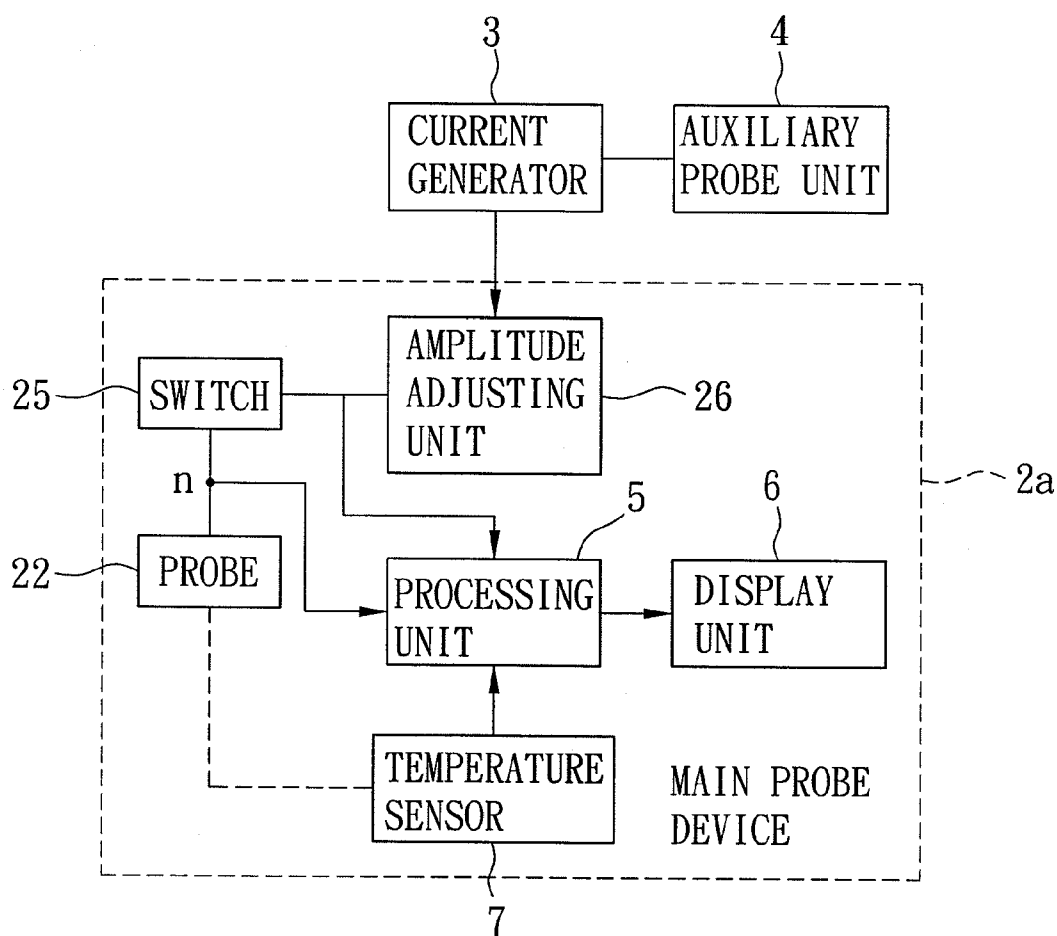 3
4
CURRENT
GENERATOR
AUXILIARY
PROBE UNIT
25
SWITCH
AMPLITUDE
ADJUSTING
UNIT
26
n
2a
22
PROBE
5
PROCESSING
UNIT
6
DISPLAY
UNIT
TEMPERATURE
SENSOR
MAIN PROBE
DEVICE
7